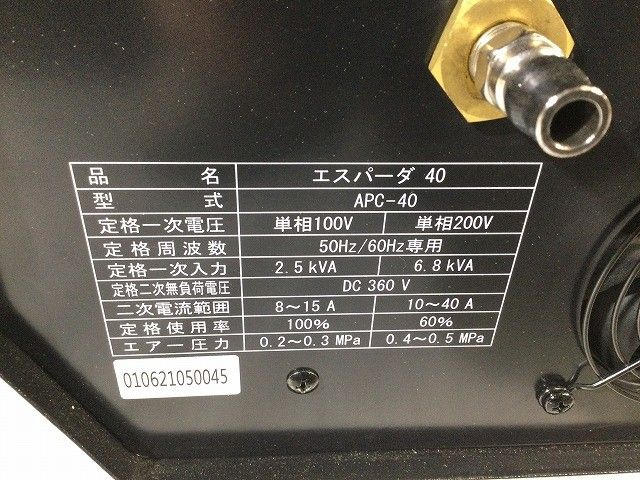 品 名 エスパーダ 40
型 式 APC-40
定格一次電圧 単相100V 単相200V
定格周波数 50Hz/60Hz専用
定格一次入力 2.5kVA 6.8kVA
定格二次無負荷電圧 DC 360 V
二次電流範囲 8～15 A 10～40 A
定格使用率 100% 60%
エアー圧力 0.2～0.3 MPa 0.4～0.5 MPa
010621050045